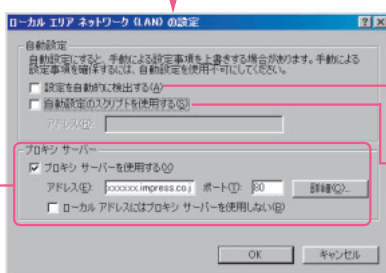 ローカル エリア ネットワーク (LAN) の設定
自動設定
自動設定にすると、手動による設定事項を上書きする場合があります。手動による
設定事項を確保するには、自動設定を使用不可にしてください。
設定を自動的に検出する(A)
自動設定のスクリプトを使用する(S)
アドレス(R):
プロキシ サーバー
プロキシ サーバーを使用する(X)
アドレス(E): xxxxxx.impress.co.j ポート(T): 80 詳細(C)...
ローカル アドレスにはプロキシ サーバーを使用しない(B)
OK キャンセル